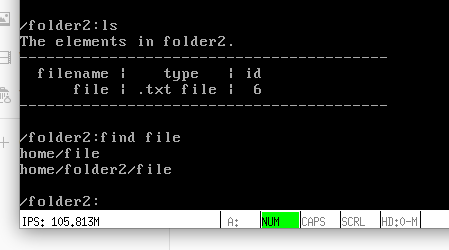 /folder2:ls
The elements in folder2.
-----------------------------------------
filename ¦ type ¦ id
file ¦ .txt file ¦ 6
-----------------------------------------
/folder2:find file
home/file
home/folder2/file
/folder2:
IPS: 105.813M A: NUM CAPS SCRL HD:0-M